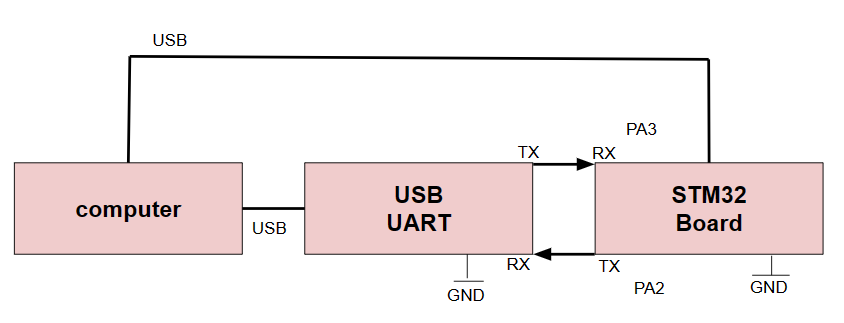 USB
PA3
TX
RX
computer
USB
USB
UART
STM32
Board
RX
TX
GND
PA2
GND